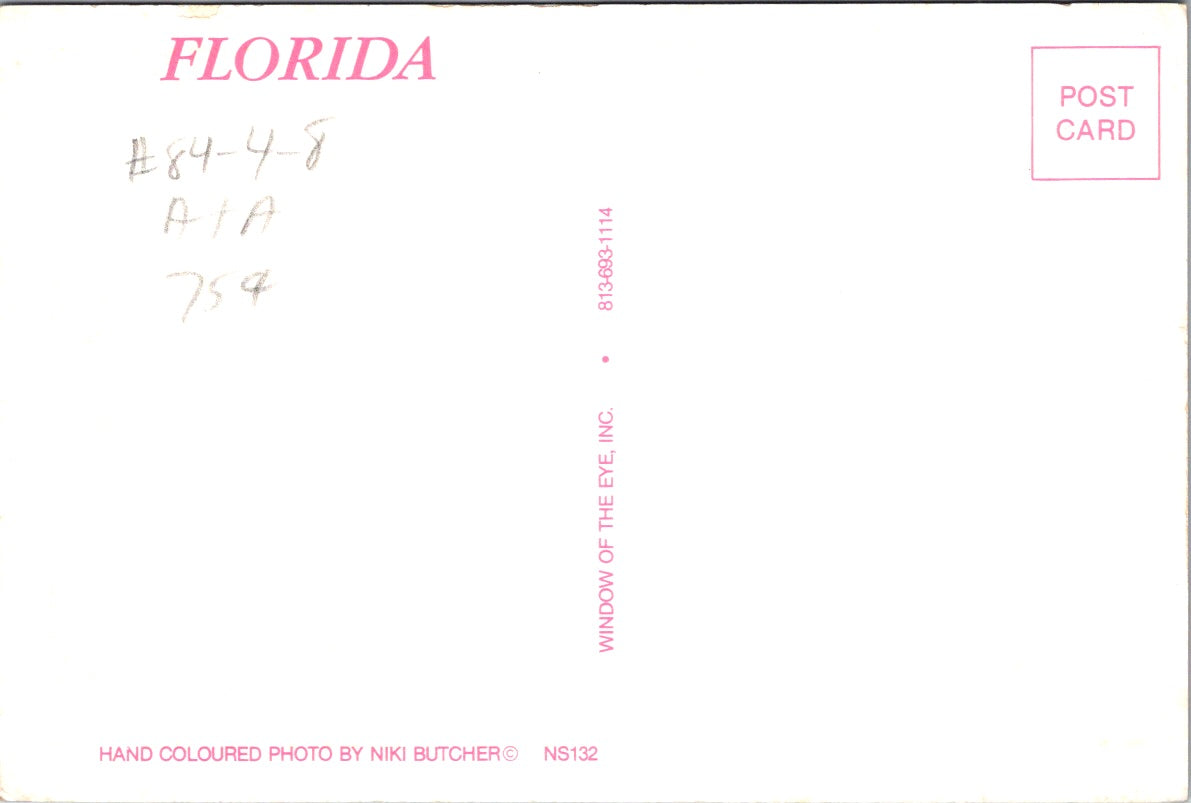 FLORIDA
POST
CARD
#84-4-8
A1A
75¢
813-693-1114
•
WINDOW OF THE EYE, INC.
HAND COLOURED PHOTO BY NIKI BUTCHER© NS132